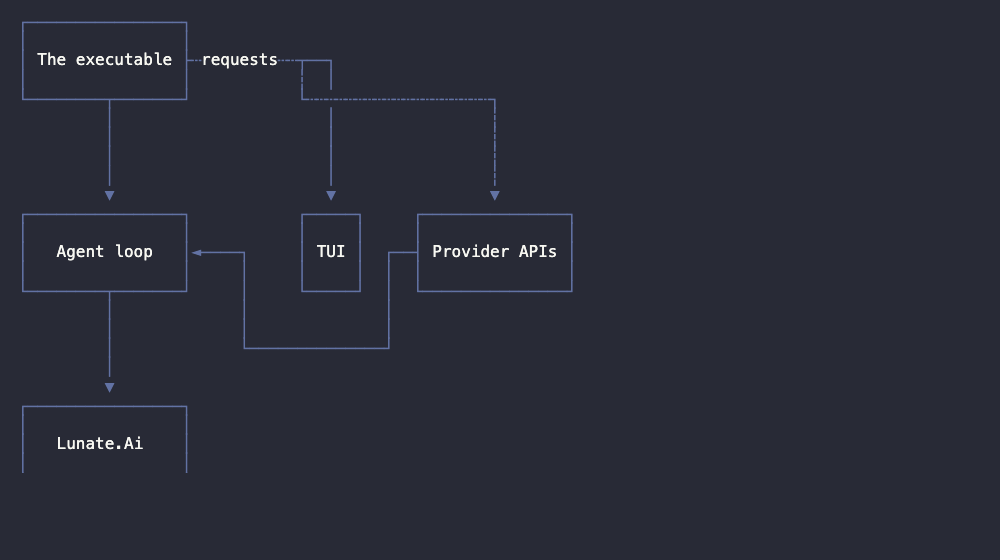 The executable
requests
Agent loop
TUI
Provider APIs
Lunate.Ai